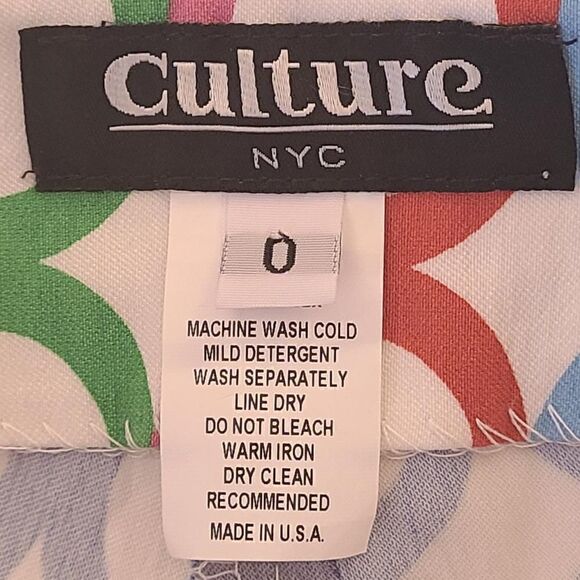 culture
NYC
0
MACHINE WASH COLD
MILD DETERGENT
WASH SEPARATELY
LINE DRY
DO NOT BLEACH
WARM IRON
DRY CLEAN
RECOMMENDED
MADE IN U.S.A.